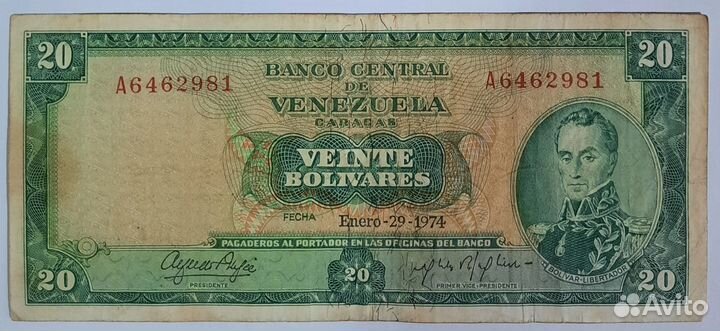 20 20
BANCO CENTRAL
DE
VENEZUELA
CARACAS
A6462981 A6462981
VEINTE
BOLIVARES
FECHA Enero-29-1974
PAGADEROS AL PORTADOR EN LAS OFICINAS DEL BANCO
BOLIVAR-LIBERTADOR
20 20 20
PRESIDENTE PRIMER VICE-PRESIDENTE
Avito